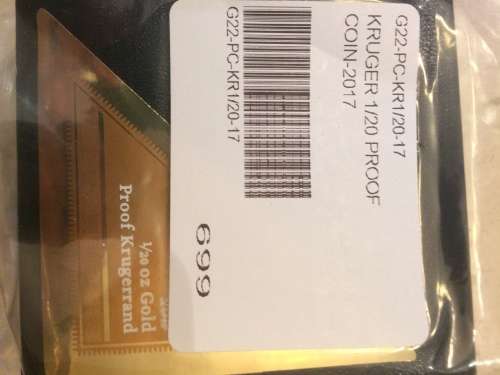 G22-PC-KR1/20-17
KRUGER 1/20 PROOF
COIN-2017
G22-PC-KR1/20-17
699
1/20 oz Gold
Proof Krugerrand